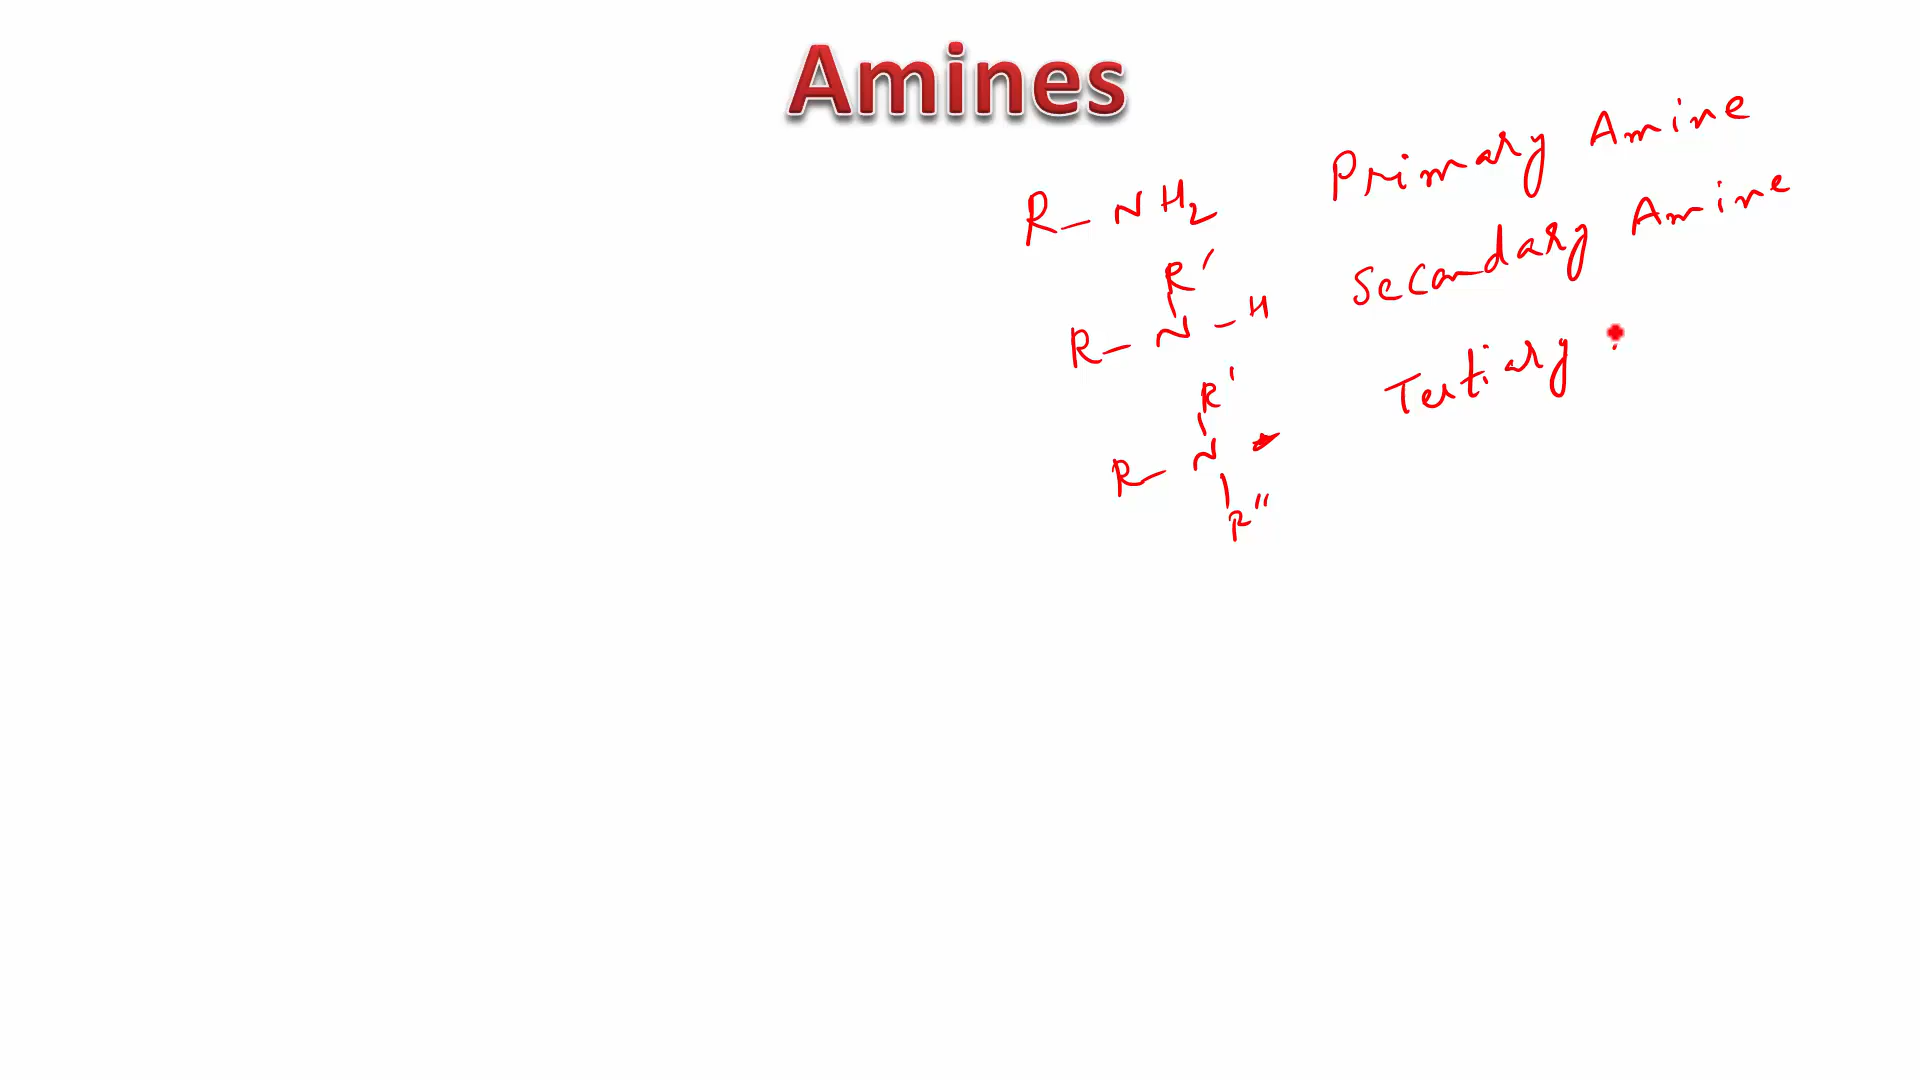 Amines
R-NH2 Primary Amine
R'
R-N-H Secondary Amine
R'
R-N Tertiary
R"